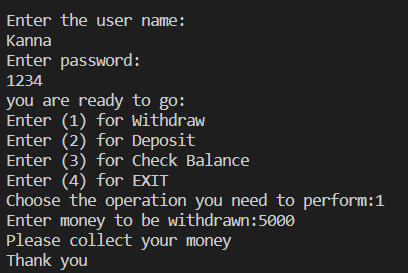 Enter the user name:
Kanna
Enter password:
1234
you are ready to go:
Enter (1) for Withdraw
Enter (2) for Deposit
Enter (3) for Check Balance
Enter (4) for EXIT
Choose the operation you need to perform:1
Enter money to be withdrawn:5000
Please collect your money
Thank you